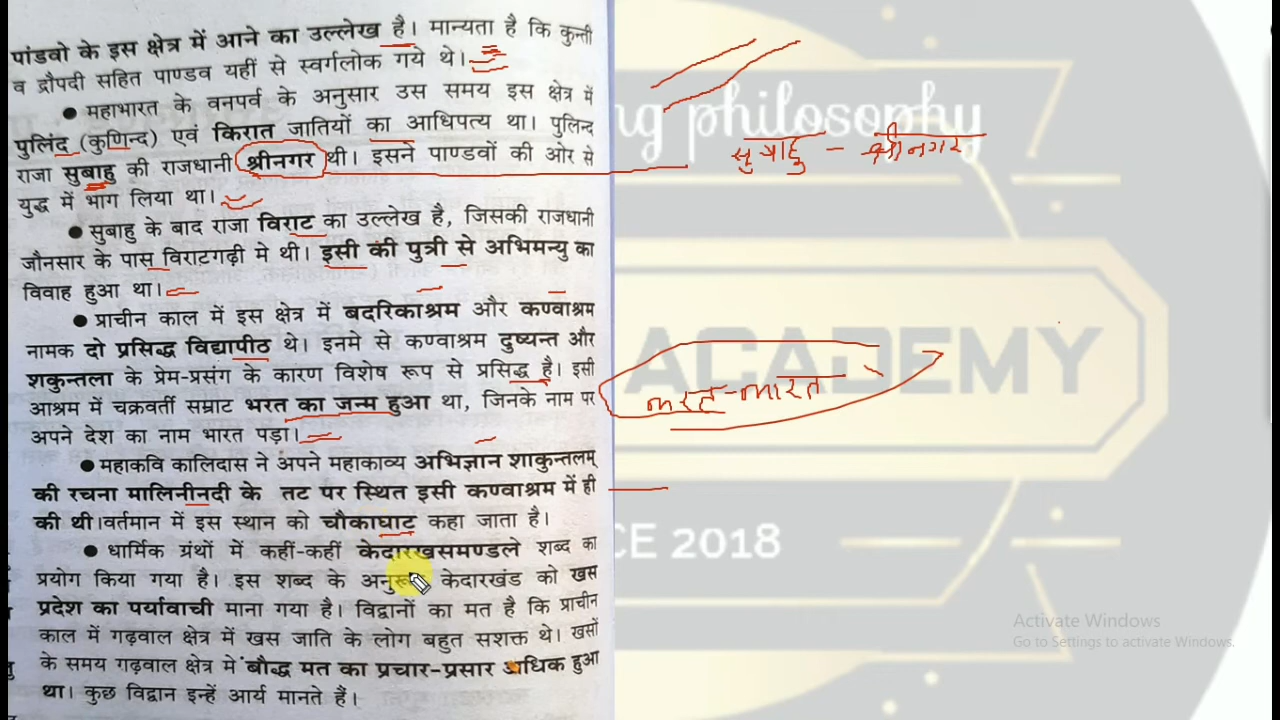 पांडवो के इस क्षेत्र में आने का उल्लेख है। मान्यता है कि कुन्ती
व द्रौपदी सहित पाण्डव यहीं से स्वर्गलोक गये थे।
● महाभारत के वनपर्व के अनुसार उस समय इस क्षेत्र में
पुलिंद (कुणिन्द) एवं किरात जातियों का आधिपत्य था। पुलिन्द
राजा सुबाहु की राजधानी श्रीनगर थी। इसने पाण्डवों की ओर से
युद्ध में भाग लिया था।
● सुबाहु के बाद राजा विराट का उल्लेख है, जिसकी राजधानी
जौनसार के पास विराटगढ़ी मे थी। इसी की पुत्री से अभिमन्यु का
विवाह हुआ था।
● प्राचीन काल में इस क्षेत्र में बदरिकाश्रम और कण्वाश्रम
नामक दो प्रसिद्ध विद्यापीठ थे। इनमे से कण्वाश्रम दुष्यन्त और
शकुन्तला के प्रेम-प्रसंग के कारण विशेष रूप से प्रसिद्ध है। इसी
आश्रम में चक्रवर्ती सम्राट भरत का जन्म हुआ था, जिनके नाम पर
अपने देश का नाम भारत पड़ा।
● महाकवि कालिदास ने अपने महाकाव्य अभिज्ञान शाकुन्तलम्
की रचना मालिनीनदी के तट पर स्थित इसी कण्वाश्रम में ही
की थी।वर्तमान में इस स्थान को चौकाघाट कहा जाता है।
● धार्मिक ग्रंथों में कहीं-कहीं केदारखसमण्डले शब्द का
प्रयोग किया गया है। इस शब्द के केदारखंड को खस
प्रदेश का पर्यावाची माना गया है। विद्वानों का मत है कि प्राचीन
काल में गढ़वाल क्षेत्र में खस जाति के लोग बहुत सशक्त थे। खसों
के समय गढ़वाल क्षेत्र में बौद्ध मत का प्रचार-प्रसार अधिक हुआ
था। कुछ विद्वान इन्हें आर्य मानते हैं।
ng philosophy
सुबाहु - श्रीनगर
ACADEMY
भरत-भारत
CE 2018
Activate Windows
Go to Settings to activate Windows.